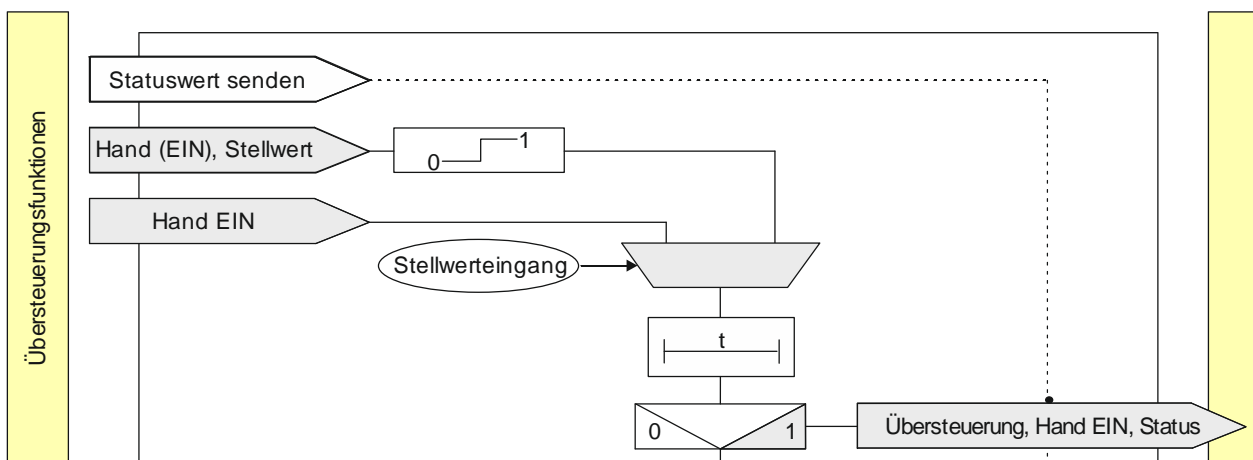 Übersteuerungsfunktionen
Statuswert senden
Hand (EIN), Stellwert
0 1
Hand EIN
Stellwerteingang
t
0 1
Übersteuerung, Hand EIN, Status